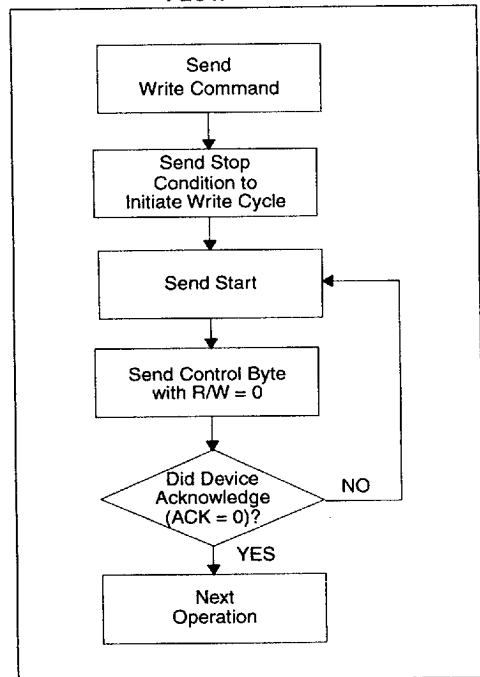 Send
Write Command
Send Stop
Condition to
Initiate Write Cycle
Send Start
Send Control Byte
with R/W = 0
Did Device
Acknowledge
(ACK = 0)?
NO
YES
Next
Operation